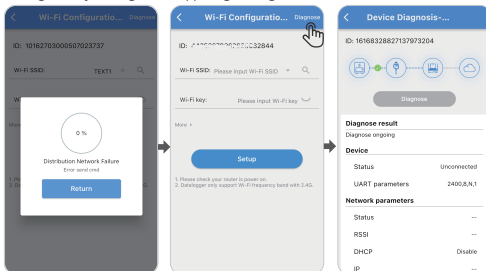 Wi-Fi Configuratio... Diagnose
ID: 10162703000507023737
Wi-Fi SSID: TEXT1
0 %
Distribution Network Failure
Error send cmd
Return
More
Wi-Fi Configuratio... Diagnose
ID:
Wi-Fi SSID: Please input Wi-Fi SSID
Wi-Fi key: Please input Wi-Fi key
More >
Setup
1. Please check your router is power on.
2. Datalogger only support Wi-Fi frequency band with 2.4G.
Device Diagnosis-...
ID: 16168328827137973204
Diagnose
Diagnose result
Diagnose ongoing
Device
Status Unconnected
UART parameters 2400,8,N,1
Network parameters
Status --
RSSI --
DHCP Disable
IP --